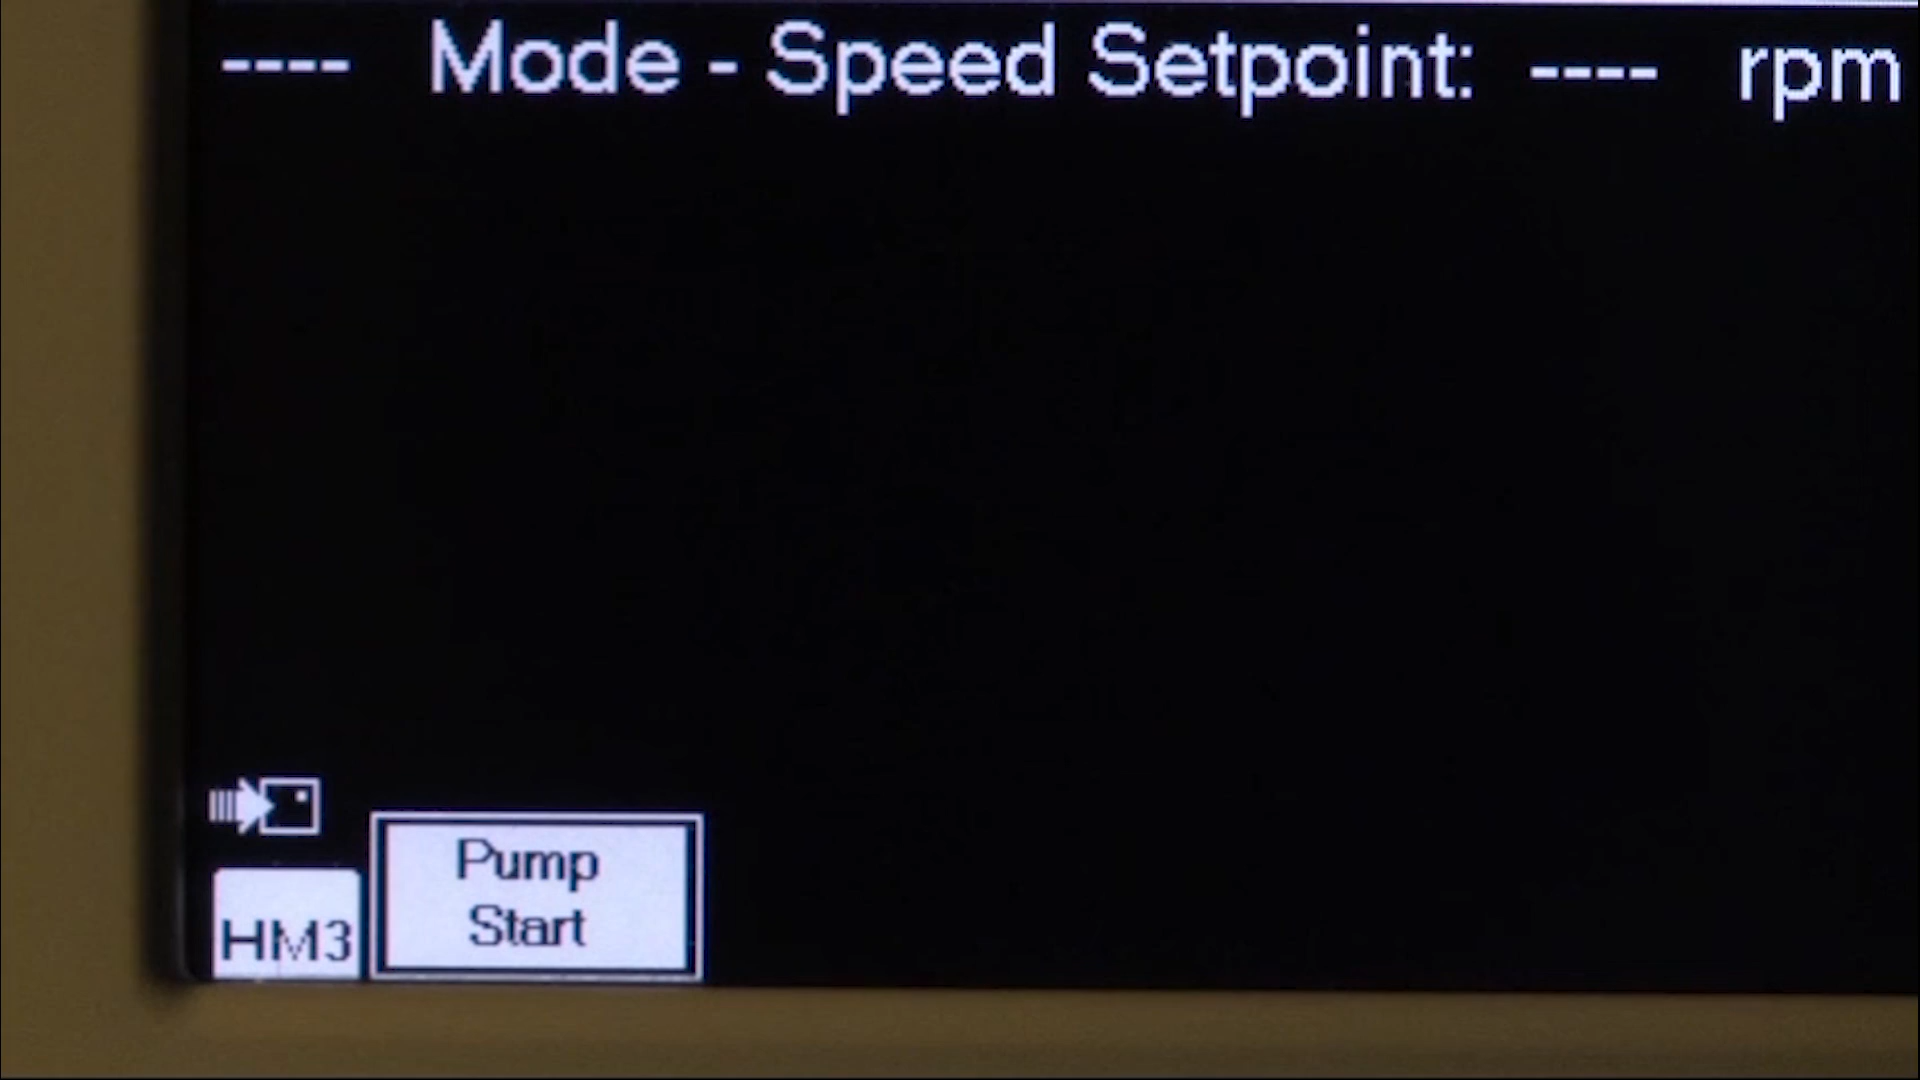 ---- Mode - Speed Setpoint: ---- rpm
Pump
Start
HM3